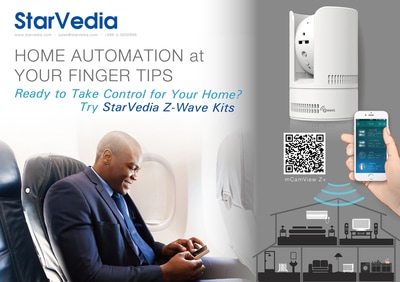 StarVedia
HOME AUTOMATION at
YOUR FINGER TIPS
Ready to Take Control for Your Home?
Try StarVedia Z-Wave Kits
mCamView Z+